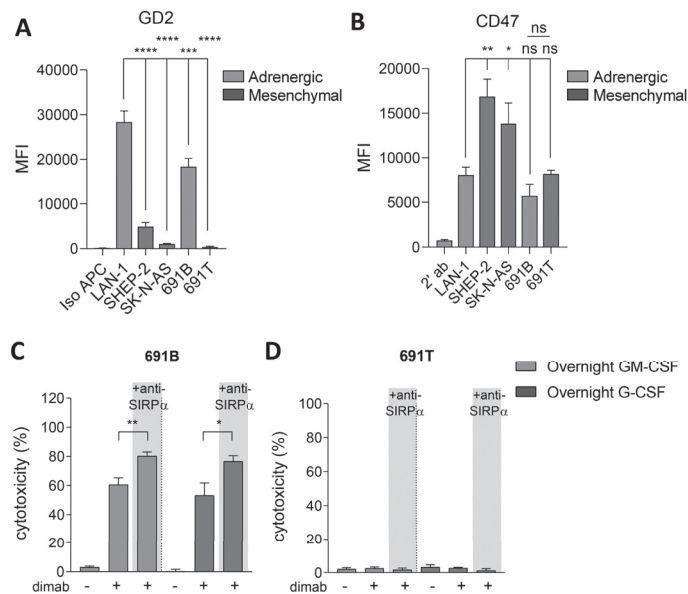 A
GD2
****
****
****
***
Adrenergic
Mesenchymal
MFI
40000
30000
20000
10000
0
Iso APC
LAN-1
SHEP-2
SK-N-AS
691B
691T
B
CD47
ns
**
*
ns
ns
Adrenergic
Mesenchymal
MFI
20000
15000
10000
5000
0
2' ab
LAN-1
SHEP-2
SK-N-AS
691B
691T
C
691B
+anti-
SIRPα
+anti-
SIRPα
**
*
cytotoxicity (%)
120
100
80
60
40
20
0
dimab - + + - + +
D
691T
Overnight GM-CSF
Overnight G-CSF
+anti-
SIRPα
+anti-
SIRPα
cytotoxicity (%)
100
80
60
40
20
0
dimab - + + - + +